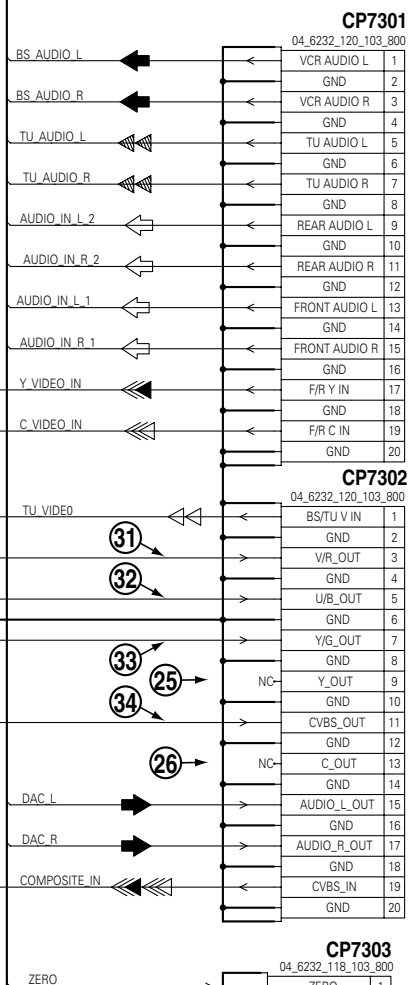 CP7301
04_6232_120_103_800
BS_AUDIO_L VCR AUDIO L 1
GND 2
BS_AUDIO_R VCR AUDIO R 3
GND 4
TU_AUDIO_L TU AUDIO L 5
GND 6
TU_AUDIO_R TU AUDIO R 7
GND 8
AUDIO_IN_L_2 REAR AUDIO L 9
GND 10
AUDIO_IN_R_2 REAR AUDIO R 11
GND 12
AUDIO_IN_L_1 FRONT AUDIO L 13
GND 14
AUDIO_IN_R_1 FRONT AUDIO R 15
GND 16
Y_VIDEO_IN F/R Y IN 17
GND 18
C_VIDEO_IN F/R C IN 19
GND 20
CP7302
04_6232_120_103_800
TU_VIDE0 BS/TU V IN 1
31 GND 2
V/R_OUT 3
32 GND 4
U/B_OUT 5
GND 6
Y/G_OUT 7
33 GND 8
25 NC Y_OUT 9
34 GND 10
CVBS_OUT 11
GND 12
26 NC C_OUT 13
GND 14
DAC_L AUDIO_L_OUT 15
GND 16
DAC_R AUDIO_R_OUT 17
GND 18
COMPOSITE_IN CVBS_IN 19
GND 20
CP7303
04_6232_118_103_800
ZERO ZERO 1